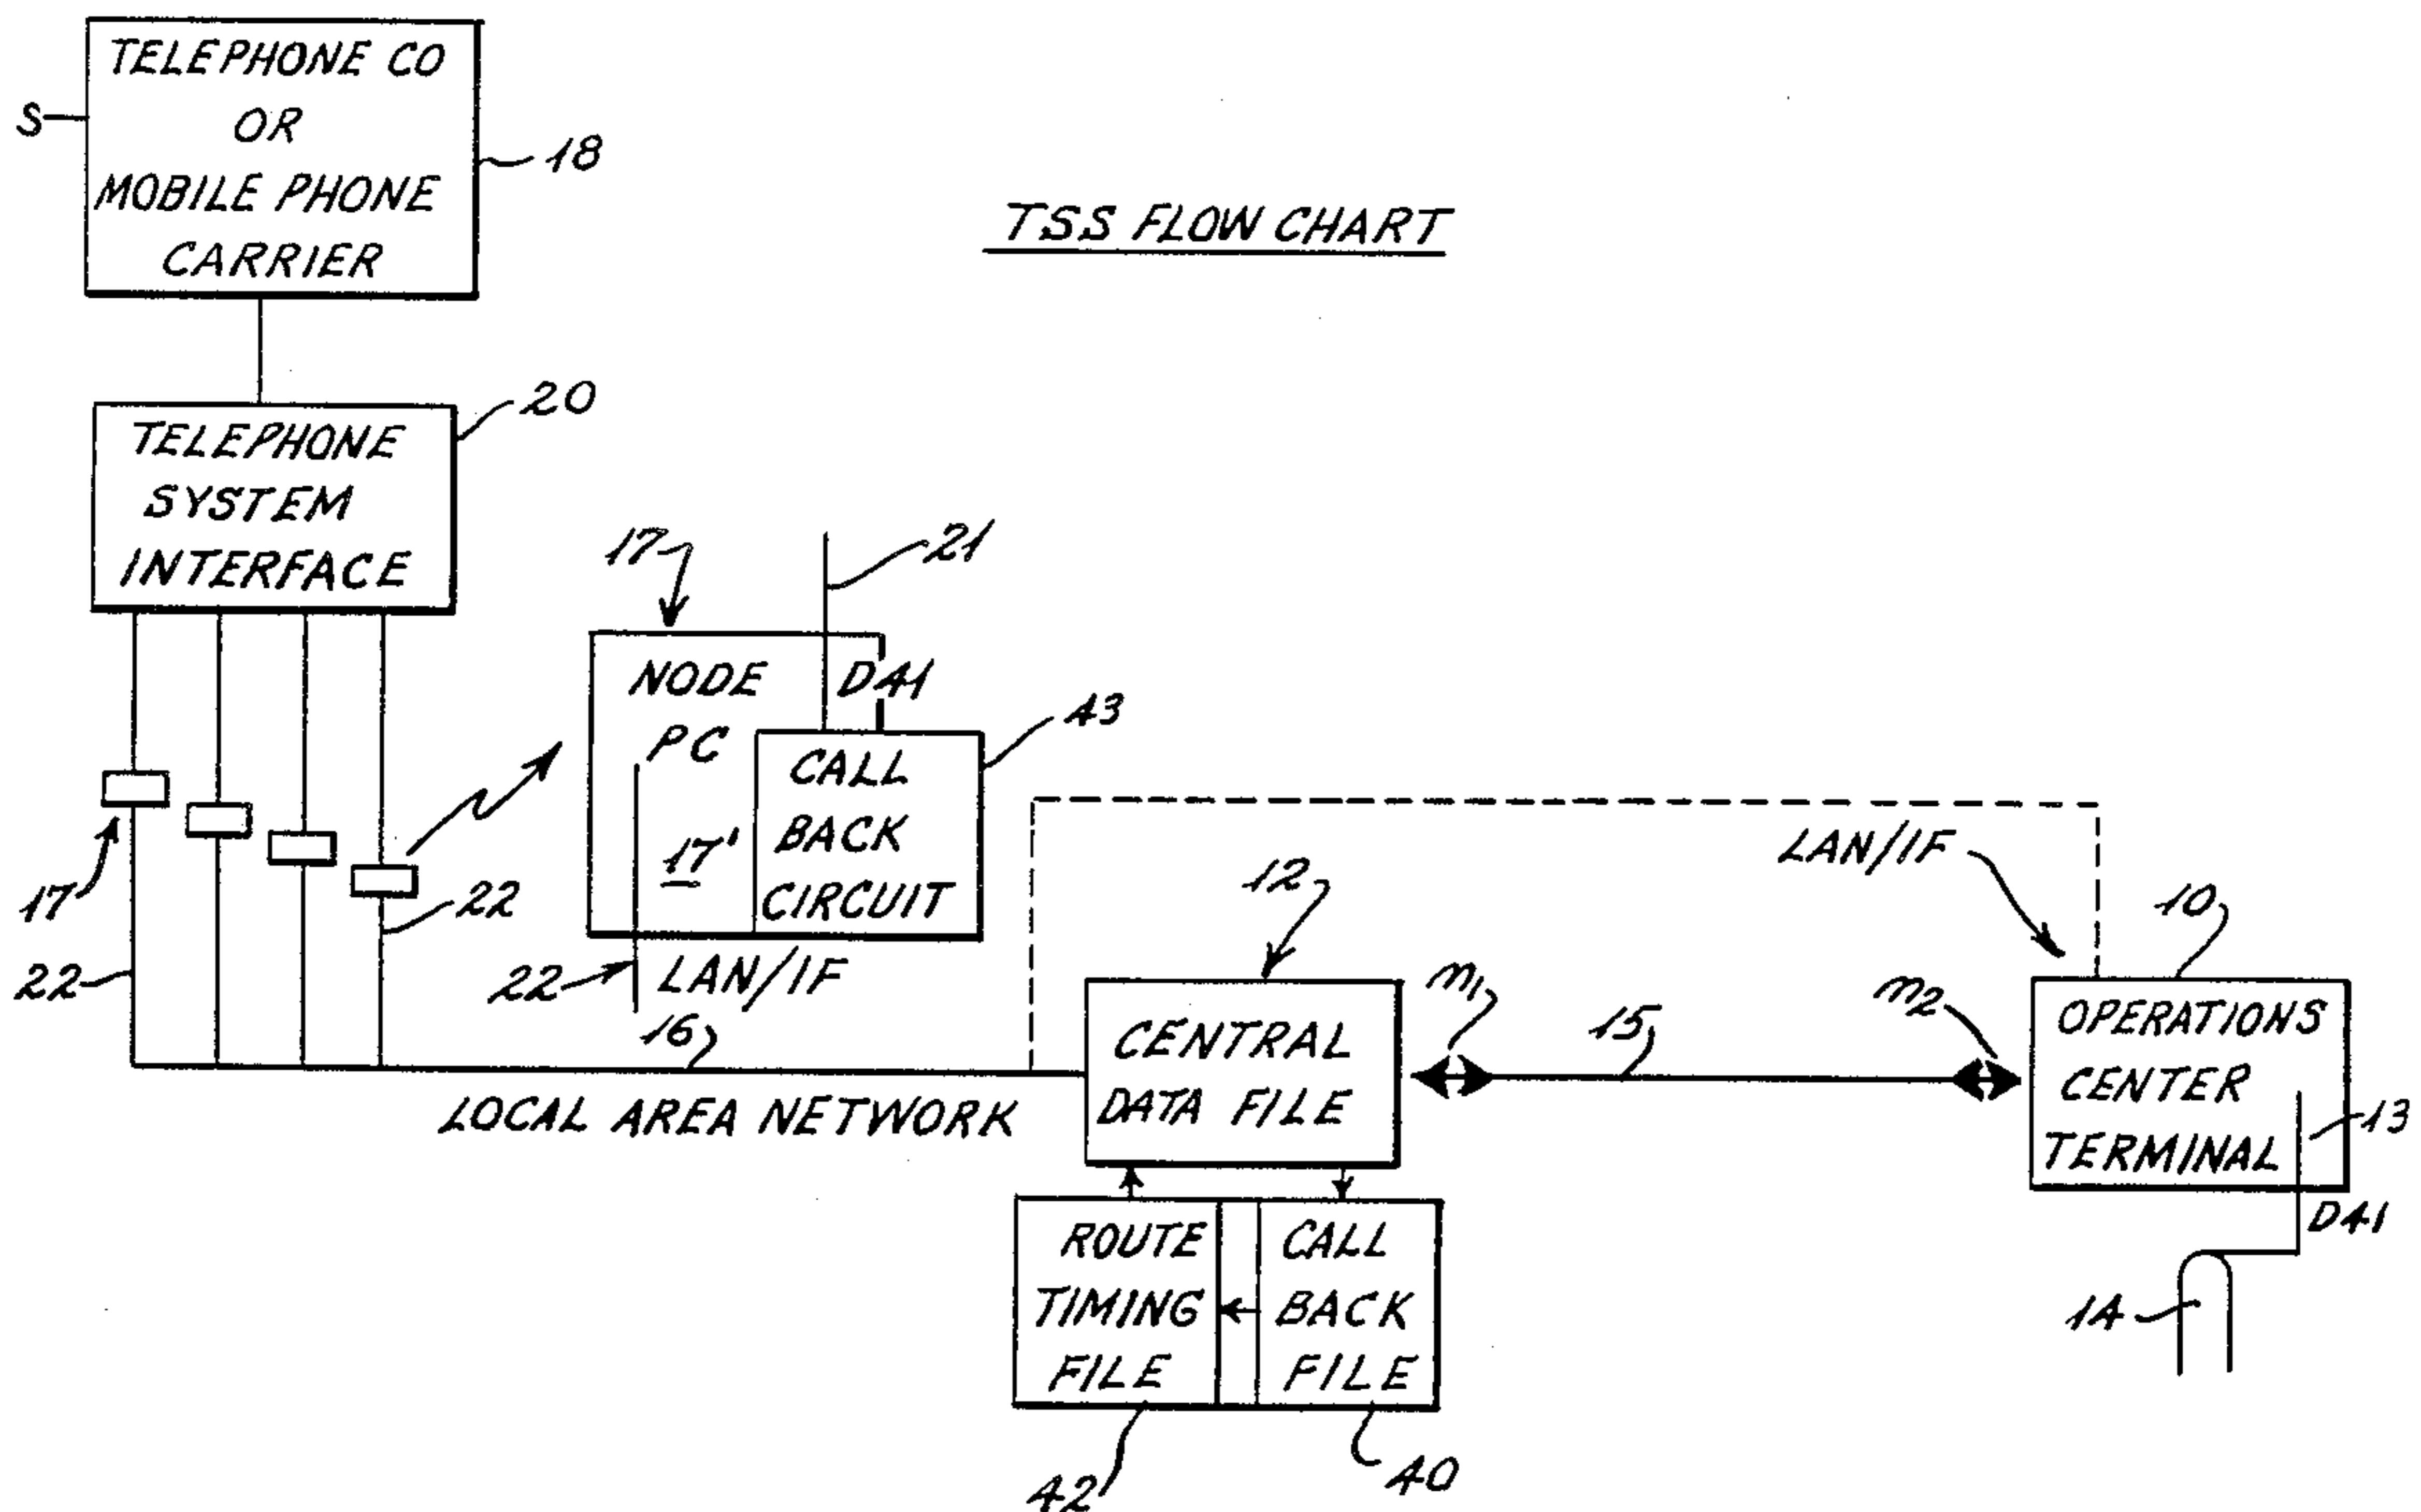 TELEPHONE CO
OR
MOBILE PHONE
CARRIER
S
18
TSS FLOW CHART
TELEPHONE
SYSTEM
INTERFACE
20
17
21
NODE
PC
D41
17'
CALL
BACK
CIRCUIT
43
17
22
22
22
LAN/IF
16
LOCAL AREA NETWORK
12
CENTRAL
DATA FILE
m1
15
m2
LAN/IF
10
OPERATIONS
CENTER
TERMINAL
13
D41
14
ROUTE
TIMING
FILE
CALL
BACK
FILE
42
40